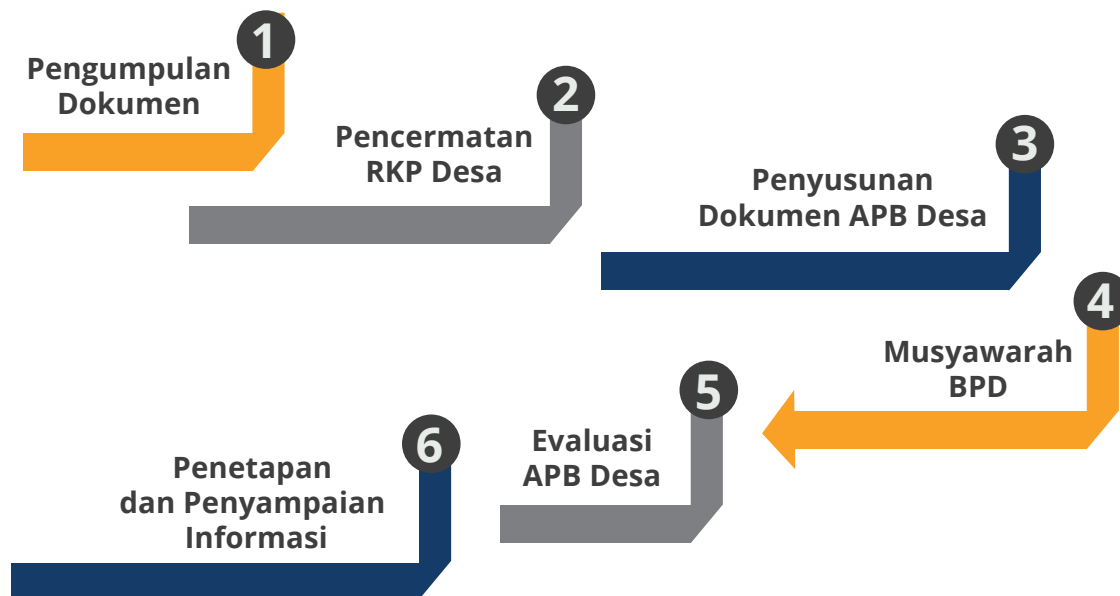 1
Pengumpulan
Dokumen
2
Pencermatan
RKP Desa
3
Penyusunan
Dokumen APB Desa
4
Musyawarah
BPD
5
Evaluasi
APB Desa
6
Penetapan
dan Penyampaian
Informasi